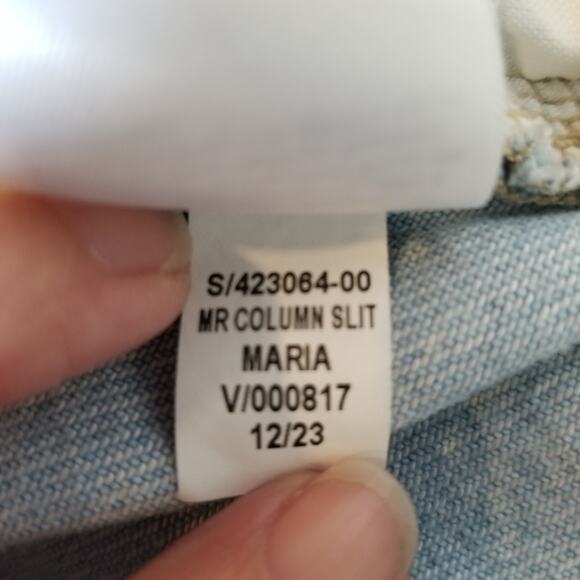 S/423064-00
MR COLUMN SLIT
MARIA
V/000817
12/23